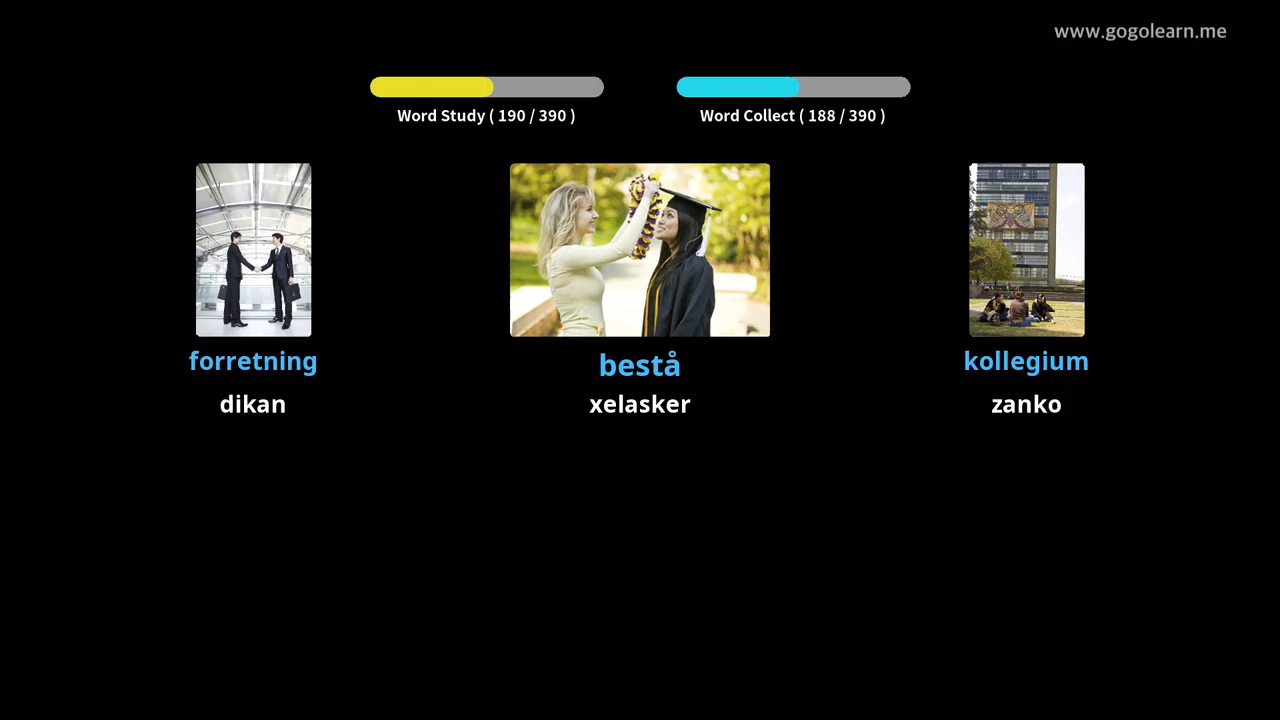 www.gogolearn.me
Word Study ( 190 / 390 )
Word Collect ( 188 / 390 )
forretning
bestå
kollegium
dikan
xelasker
zanko